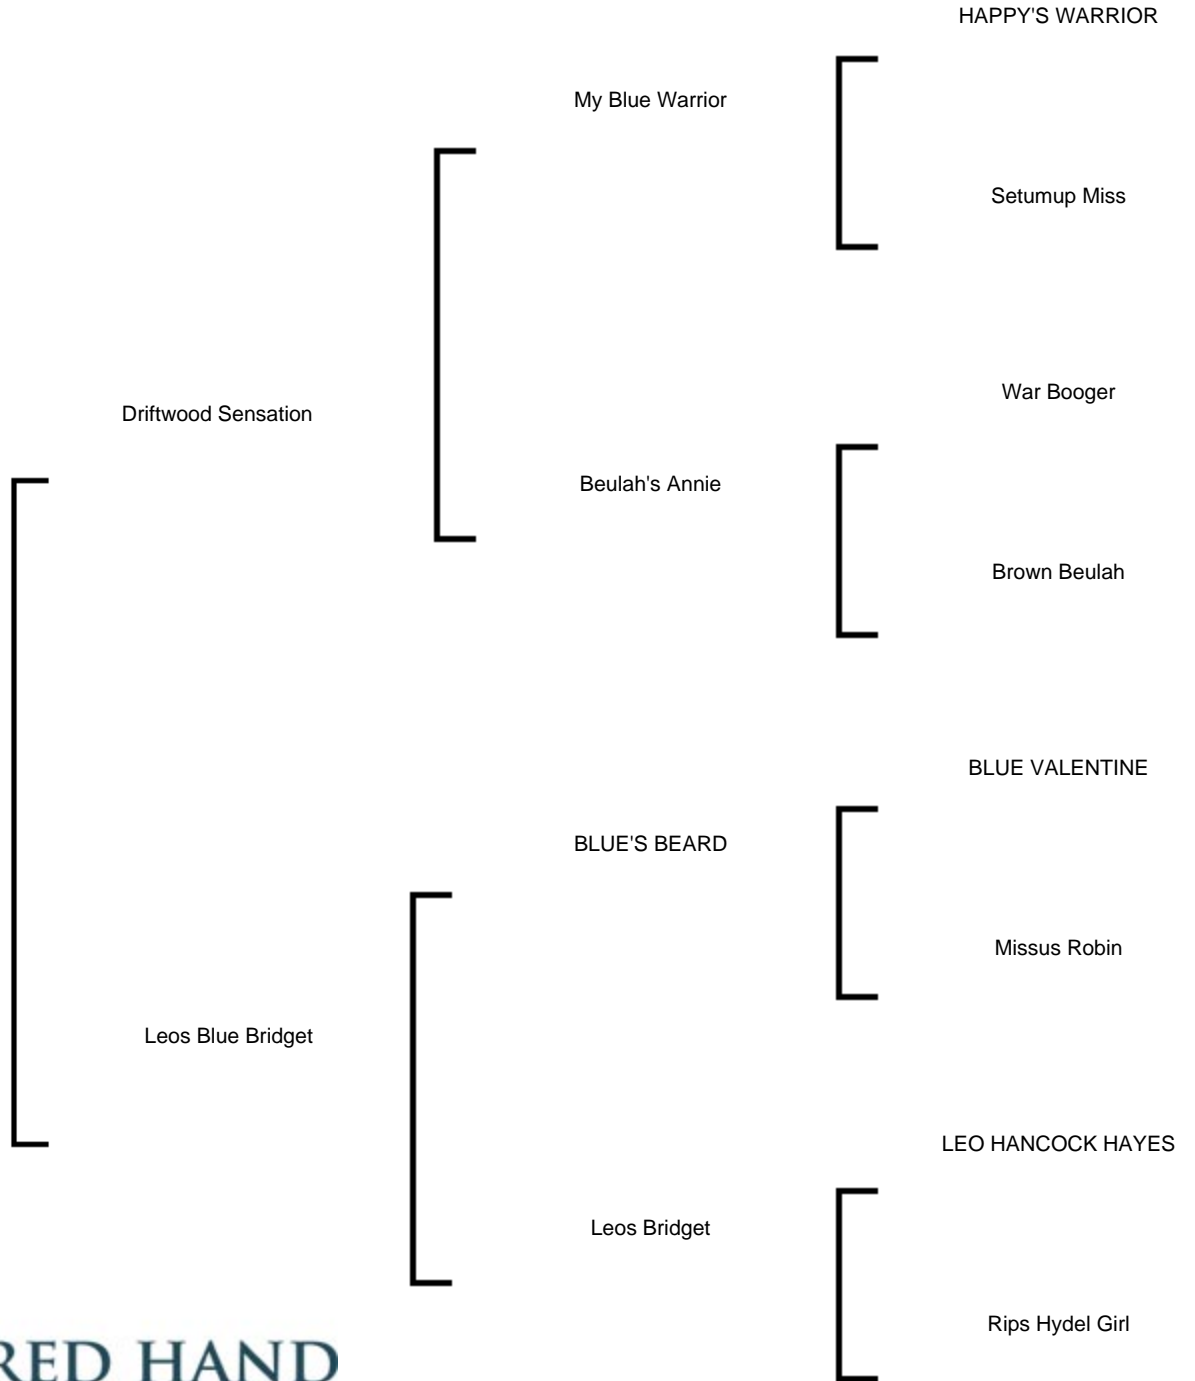 HAPPY'S WARRIOR
My Blue Warrior
Setumup Miss
War Booger
Driftwood Sensation
Beulah's Annie
Brown Beulah
BLUE VALENTINE
BLUE'S BEARD
Missus Robin
Leos Blue Bridget
LEO HANCOCK HAYES
Leos Bridget
Rips Hydel Girl
RED HAND